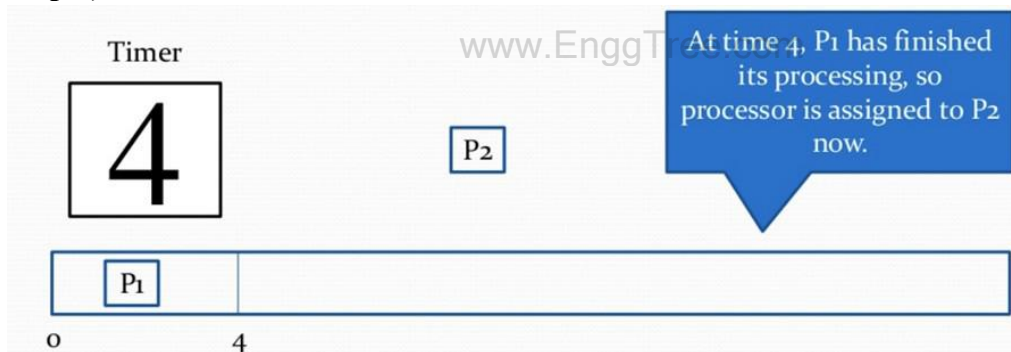 Timer
www.EnggTree.com
At time 4, P1 has finished
its processing, so
processor is assigned to P2
now.
4
P2
P1
0
4